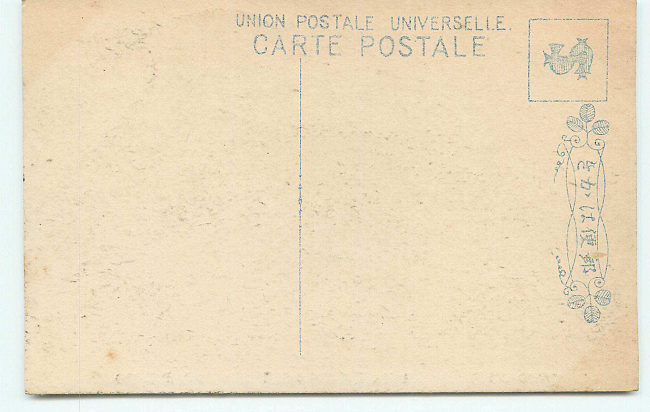 UNION POSTALE UNIVERSELLE.
CARTE POSTALE
郵便はかき